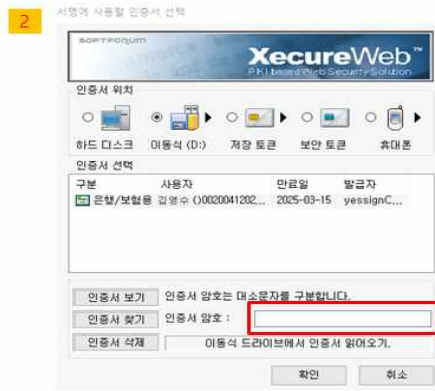 2
서명에 사용할 인증서 선택
SOFTFORUM
XecureWeb™
PKI based Web Security Solution
인증서 위치
하드 디스크 이동식 (D:) 저장 토큰 보안 토큰 휴대폰
인증서 선택
구분 사용자 만료일 발급자
은행/보험용 김영수 ()0020041202... 2025-03-15 yessignC...
인증서 보기 인증서 암호는 대소문자를 구분합니다.
인증서 찾기 인증서 암호 :
인증서 삭제 이동식 드라이브에서 인증서 읽어오기.
확인 취소